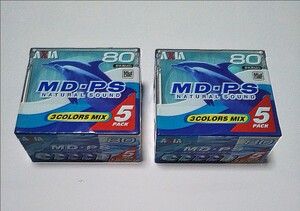 AXIA
80
MD·PS
NATURAL SOUND
3COLORS MIX
5
PACK
AXIA
80
MD·PS
NATURAL SOUND
3COLORS MIX
5
PACK